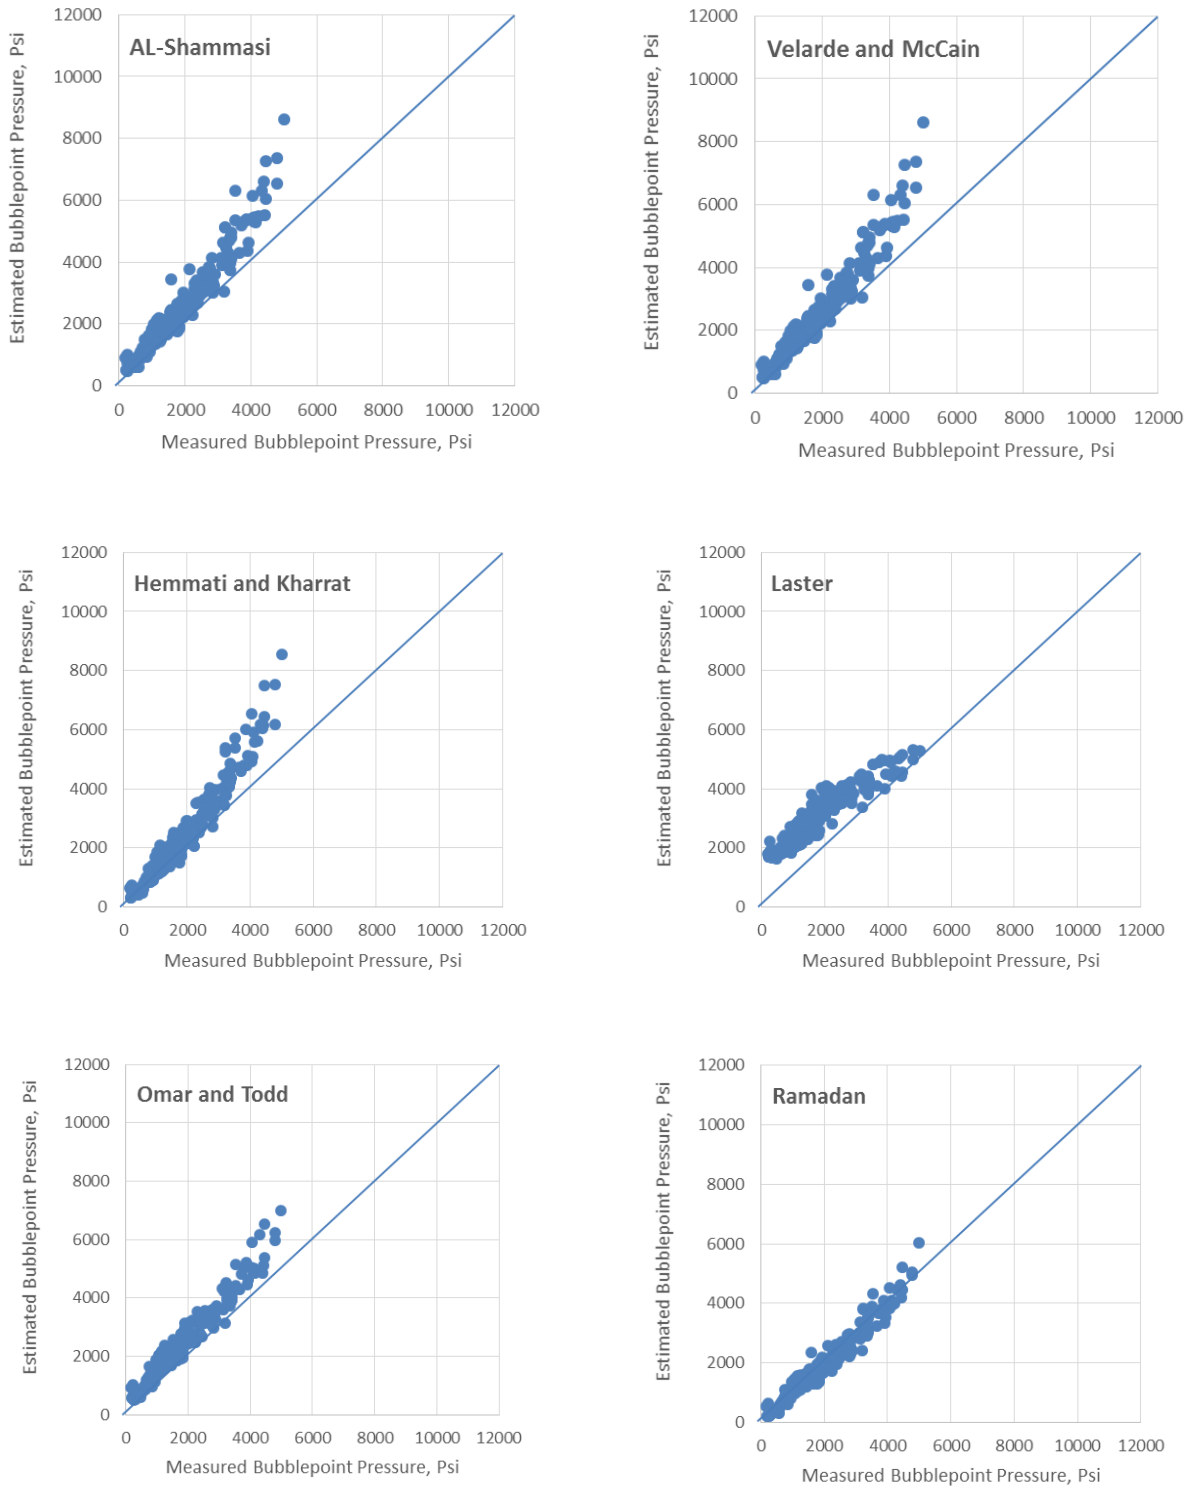 AL-Shammasi
Estimated Bubblepoint Pressure, Psi
12000
10000
8000
6000
4000
2000
0
0 2000 4000 6000 8000 10000 12000
Measured Bubblepoint Pressure, Psi
Velarde and McCain
Estimated Bubblepoint Pressure, Psi
12000
10000
8000
6000
4000
2000
0
0 2000 4000 6000 8000 10000 12000
Measured Bubblepoint Pressure, Psi
Hemmati and Kharrat
Estimated Bubblepoint Pressure, Psi
12000
10000
8000
6000
4000
2000
0
0 2000 4000 6000 8000 10000 12000
Measured Bubblepoint Pressure, Psi
Laster
Estimated Bubblepoint Pressure, Psi
12000
10000
8000
6000
4000
2000
0
0 2000 4000 6000 8000 10000 12000
Measured Bubblepoint Pressure, Psi
Omar and Todd
Estimated Bubblepoint Pressure, Psi
12000
10000
8000
6000
4000
2000
0
0 2000 4000 6000 8000 10000 12000
Measured Bubblepoint Pressure, Psi
Ramadan
Estimated Bubblepoint Pressure, Psi
12000
10000
8000
6000
4000
2000
0
0 2000 4000 6000 8000 10000 12000
Measured Bubblepoint Pressure, Psi